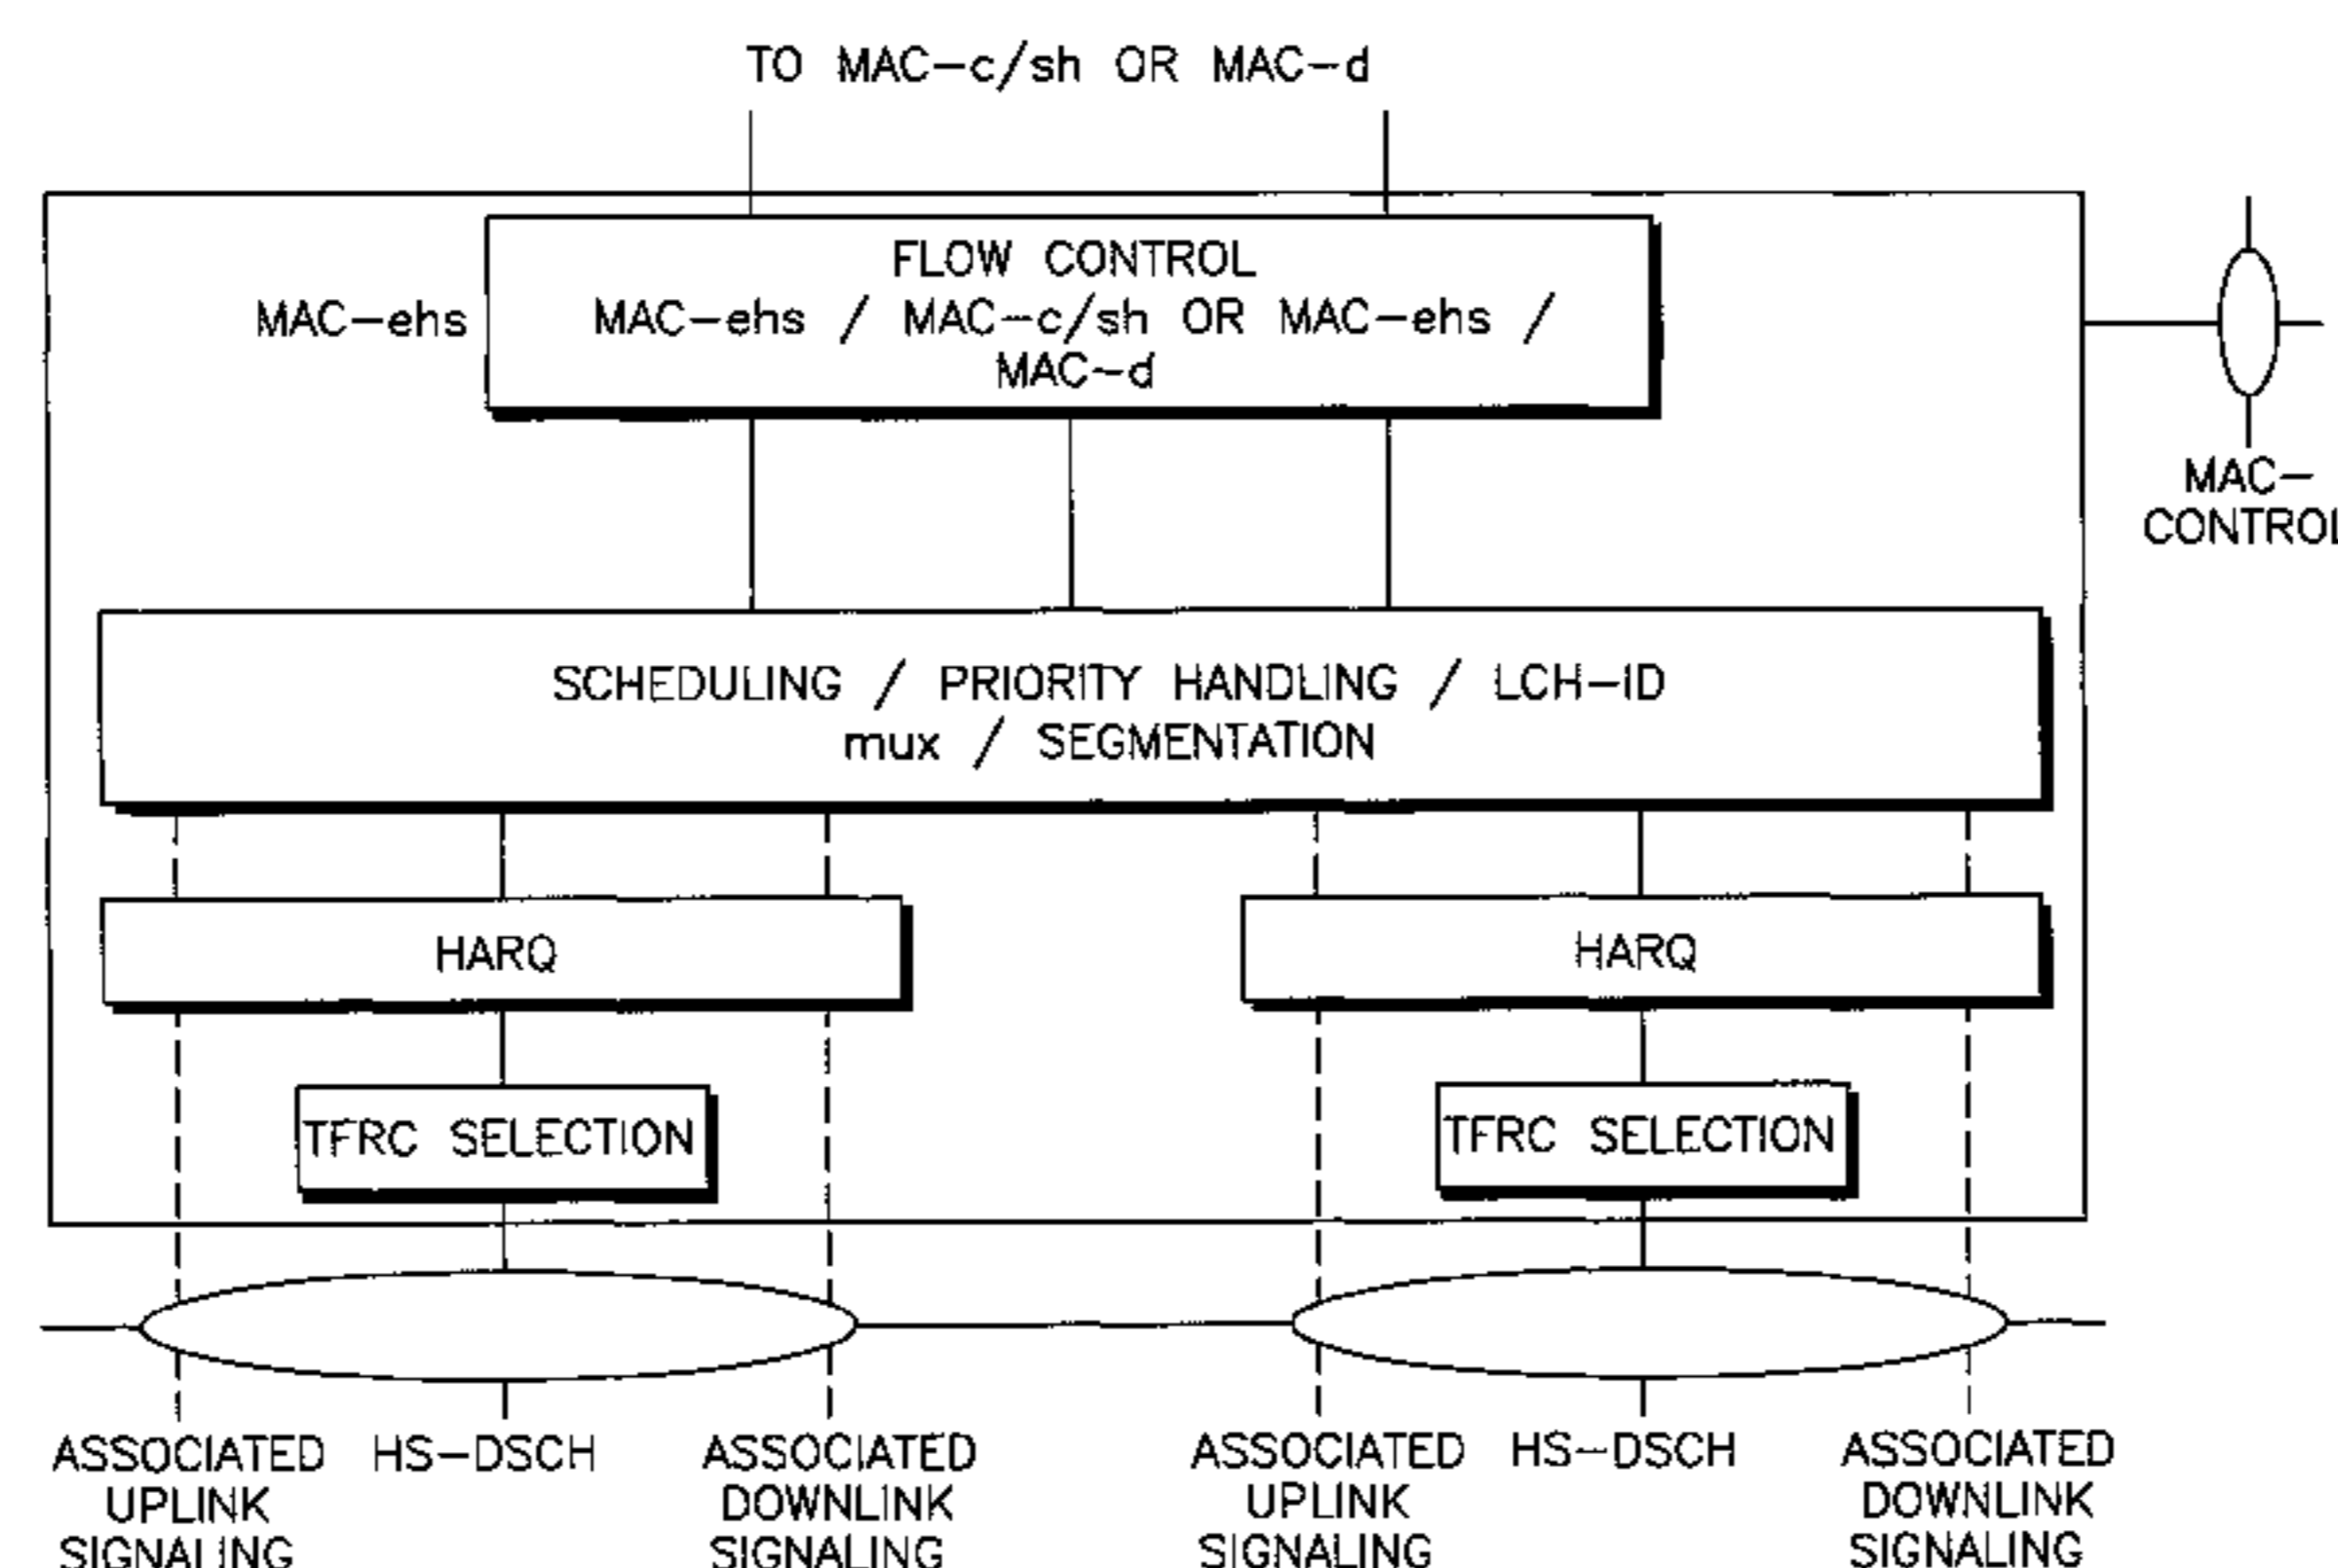 TO MAC-c/sh OR MAC-d
FLOW CONTROL
MAC-ehs
MAC-ehs / MAC-c/sh OR MAC-ehs /
MAC-d
MAC-
CONTROL
SCHEDULING / PRIORITY HANDLING / LCH-ID
mux / SEGMENTATION
HARQ
HARQ
TFRC SELECTION
TFRC SELECTION
ASSOCIATED
UPLINK
SIGNALING
HS-DSCH
ASSOCIATED
DOWNLINK
SIGNALING
ASSOCIATED
UPLINK
SIGNALING
HS-DSCH
ASSOCIATED
DOWNLINK
SIGNALING